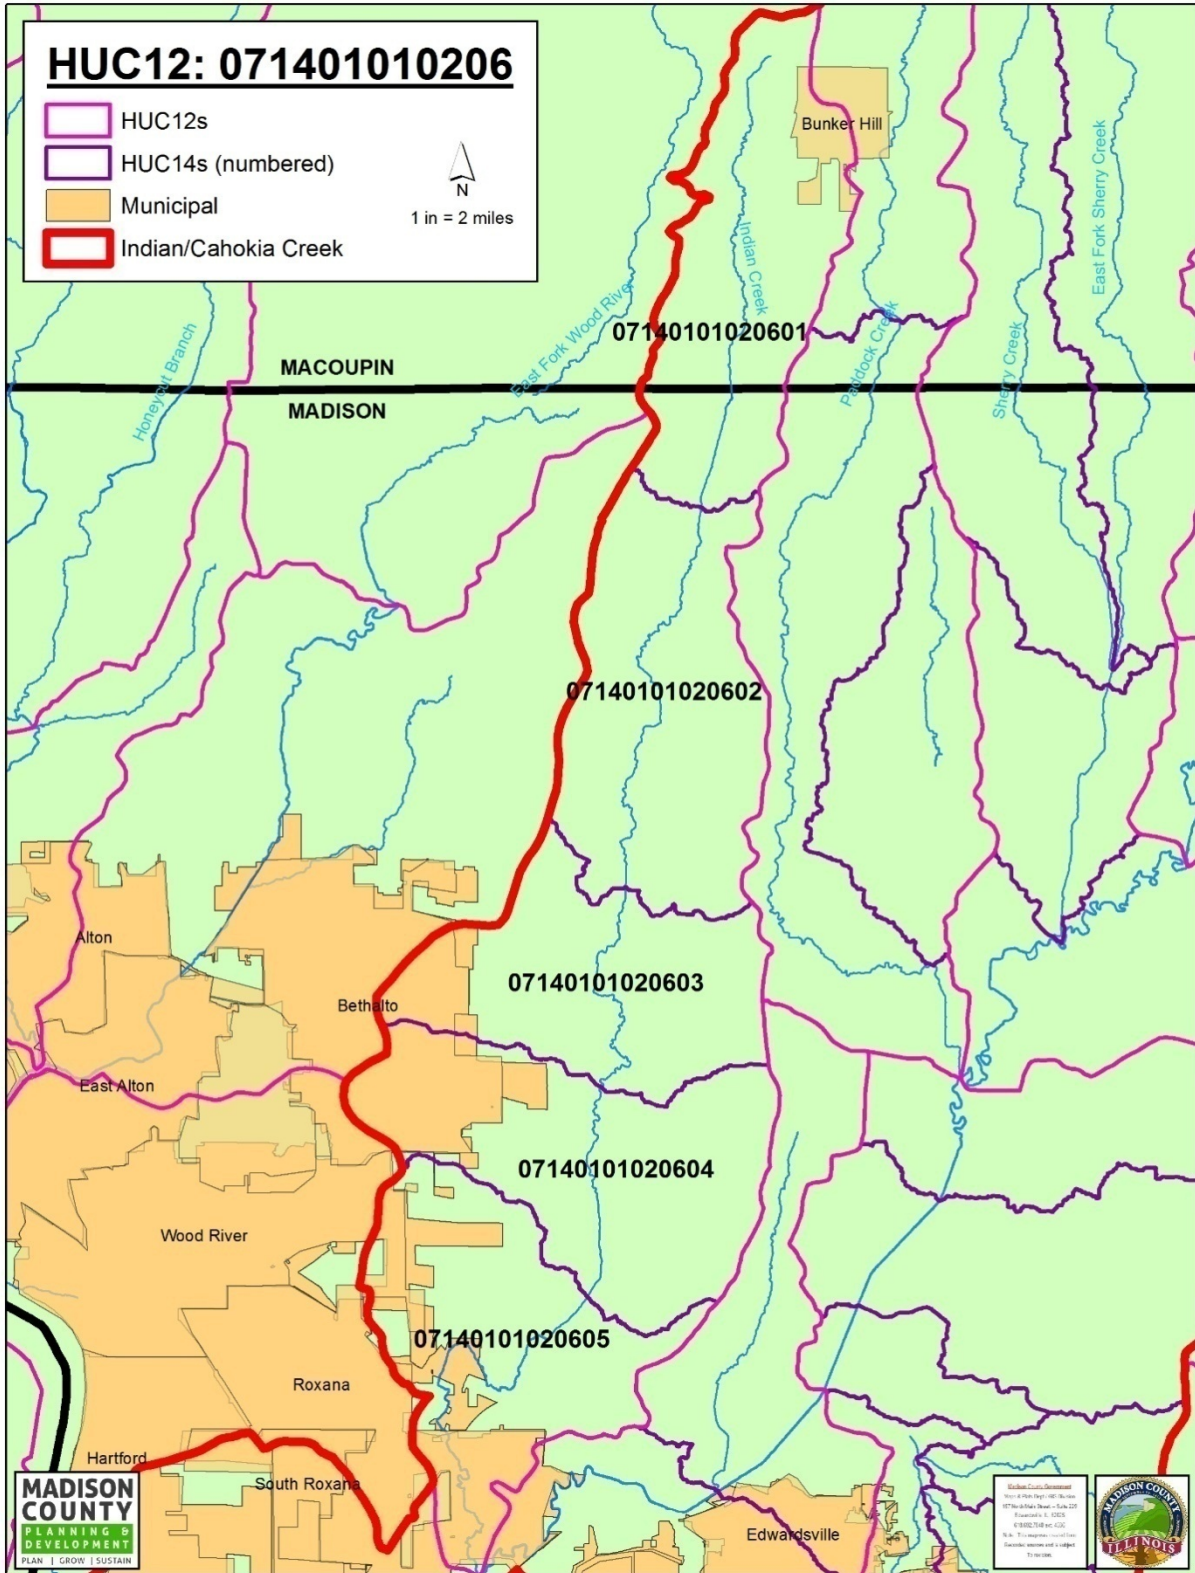 HUC12: 071401010206
HUC12s
HUC14s (numbered)
Municipal
Indian/Cahokia Creek
N
1 in = 2 miles
Bunker Hill
East Fork Sherry Creek
Indian Creek
East Fork Wood River
07140101020601
Paddock Creek
Sherry Creek
Honeycut Branch
MACOUPIN
MADISON
07140101020602
Alton
07140101020603
Bethalto
East Alton
07140101020604
Wood River
07140101020605
Roxana
Hartford
South Roxana
Edwardsville
MADISON
COUNTY
PLANNING &
DEVELOPMENT
PLAN | GROW | SUSTAIN
Madison County Government
MADISON COUNTY
ILLINOIS